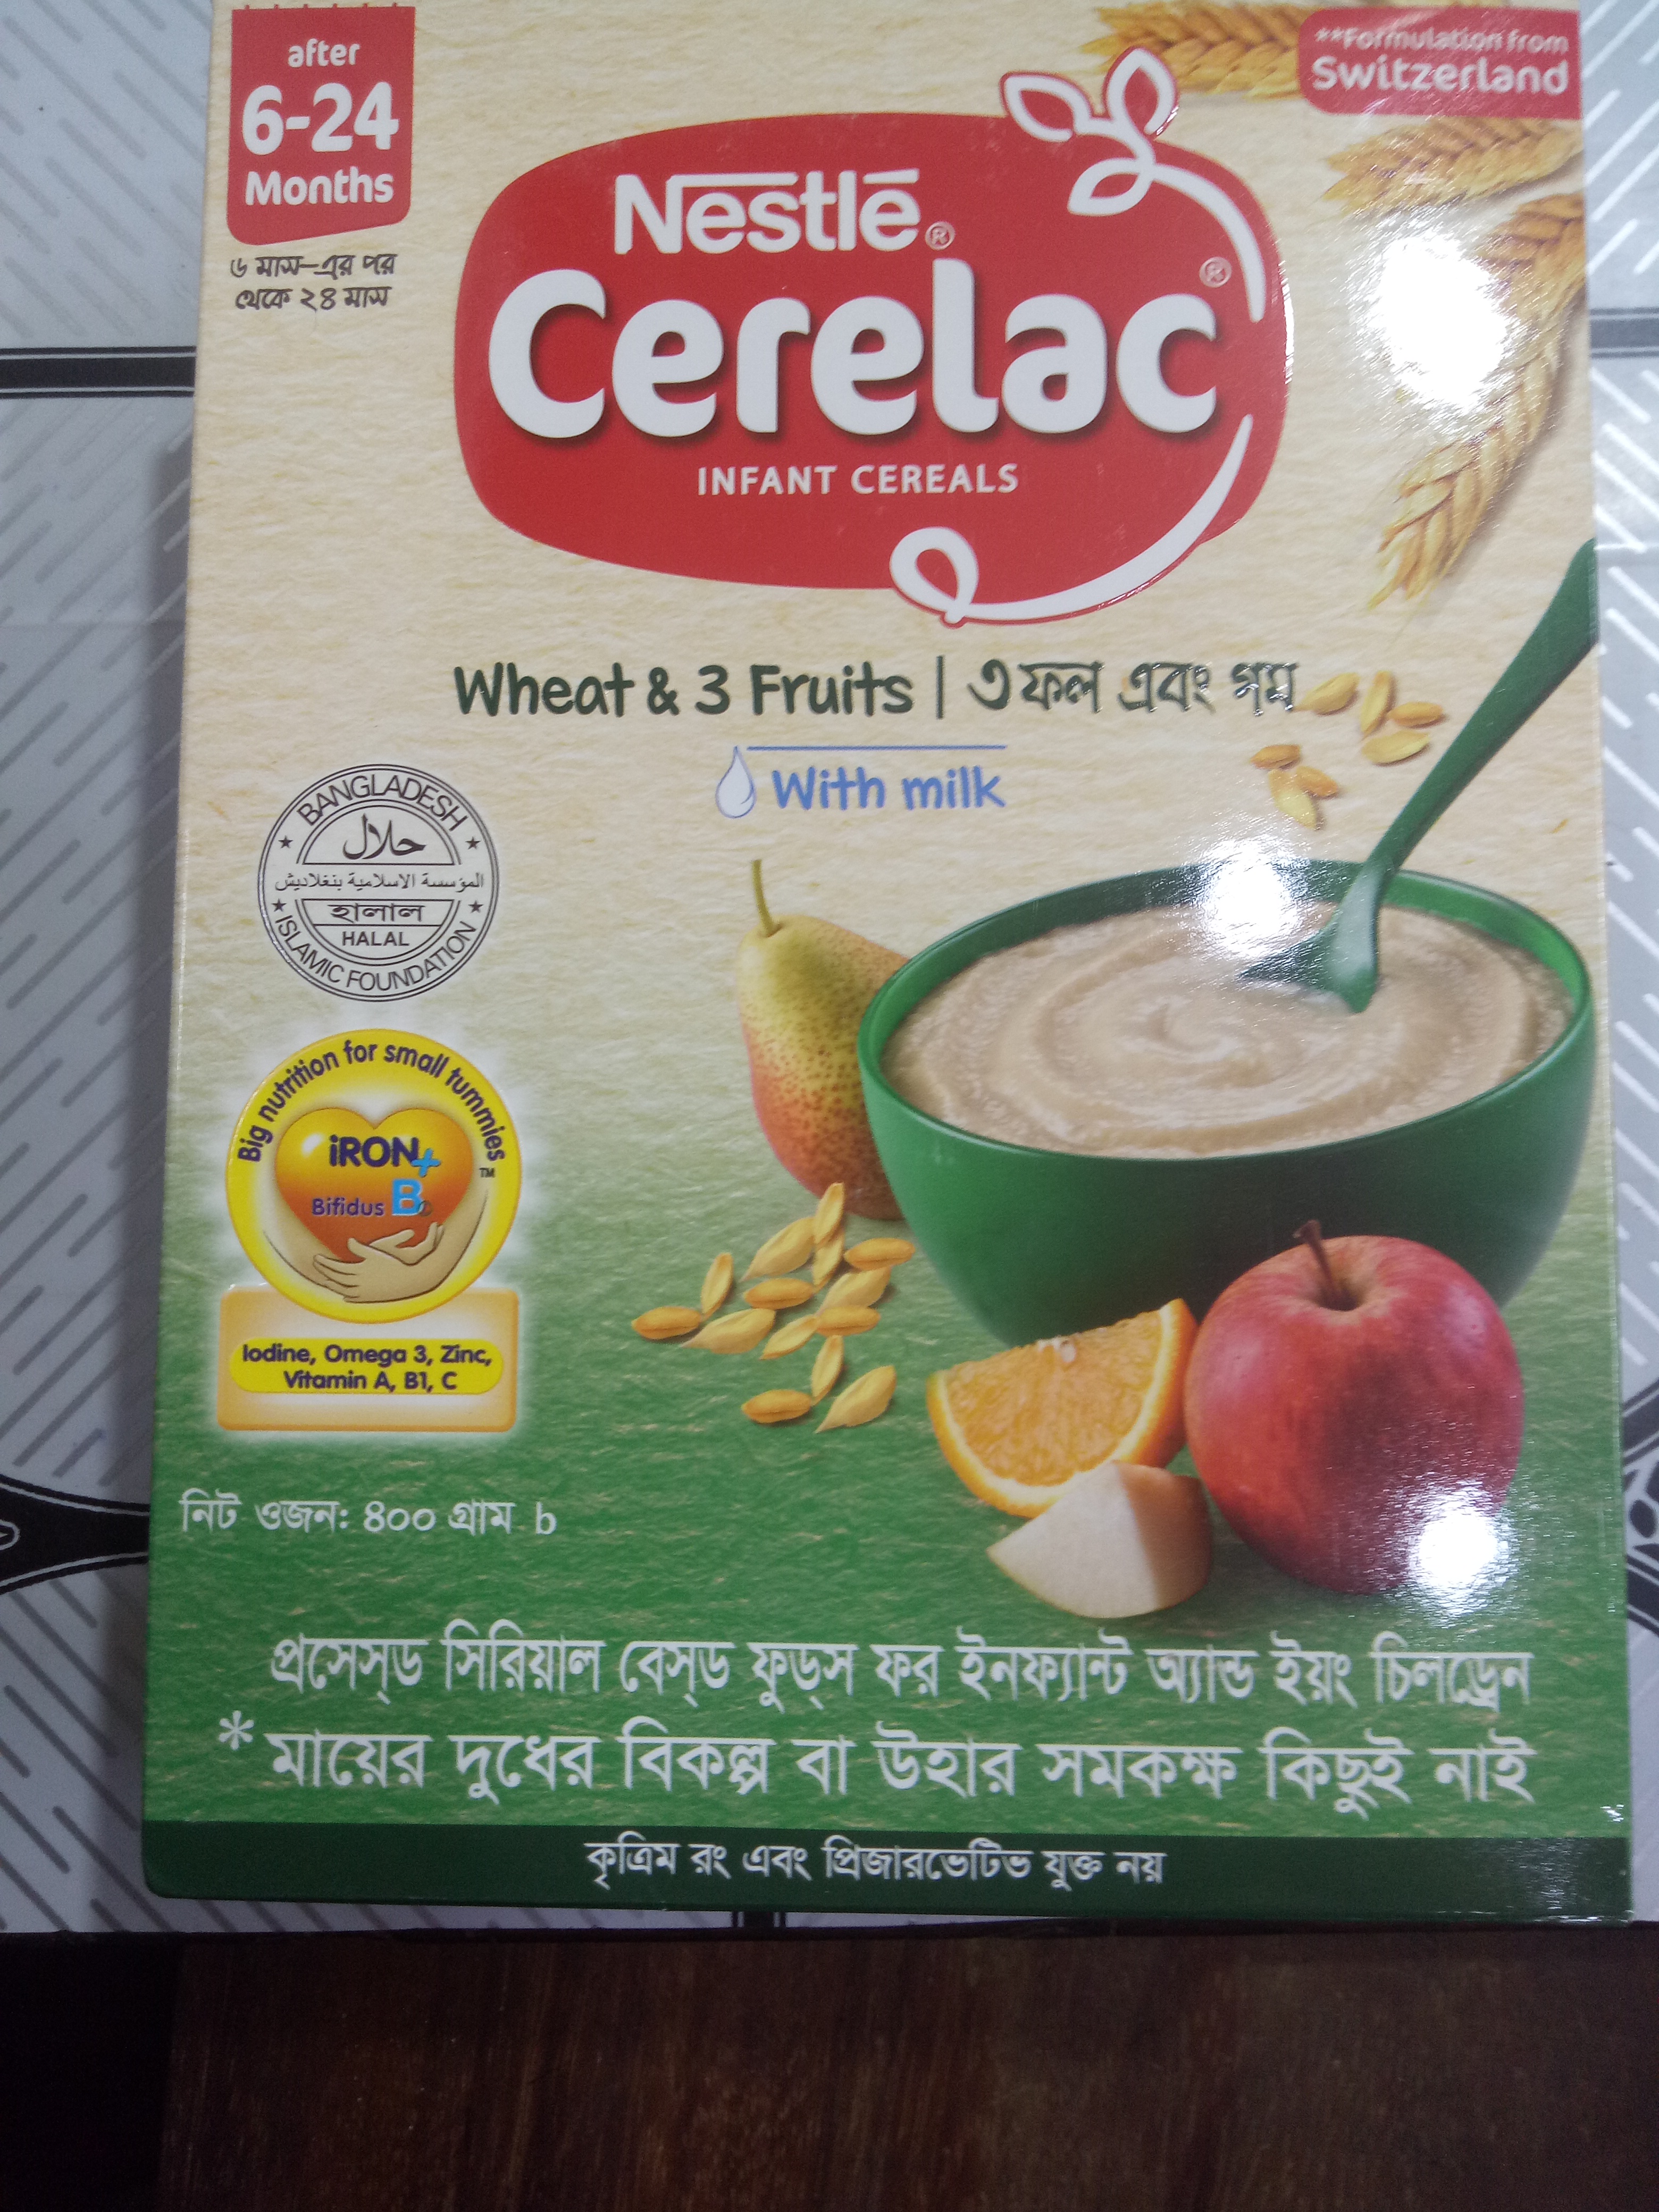 after
6-24
Months
৬ মাস-এর পর
থেকে ২৪ মাস
**Formulation from
Switzerland
Nestlé®
Cerelac®
INFANT CEREALS
Wheat & 3 Fruits | ৩ ফল এবং গম
With milk
BANGLADESH
حلال
المؤسسة الاسلامية بنغلاديش
হালাল
HALAL
ISLAMIC FOUNDATION
Big nutrition for small tummies
iRON+
Bifidus B
™
Iodine, Omega 3, Zinc,
Vitamin A, B1, C
নিট ওজন: ৪০০ গ্রাম b
প্রসেস্‌ড সিরিয়াল বেস্‌ড ফুড্‌স ফর ইনফ্যান্ট অ্যান্ড ইয়ং চিলড্রেন
* মায়ের দুধের বিকল্প বা উহার সমকক্ষ কিছুই নাই
কৃত্রিম রং এবং প্রিজারভেটিভ যুক্ত নয়